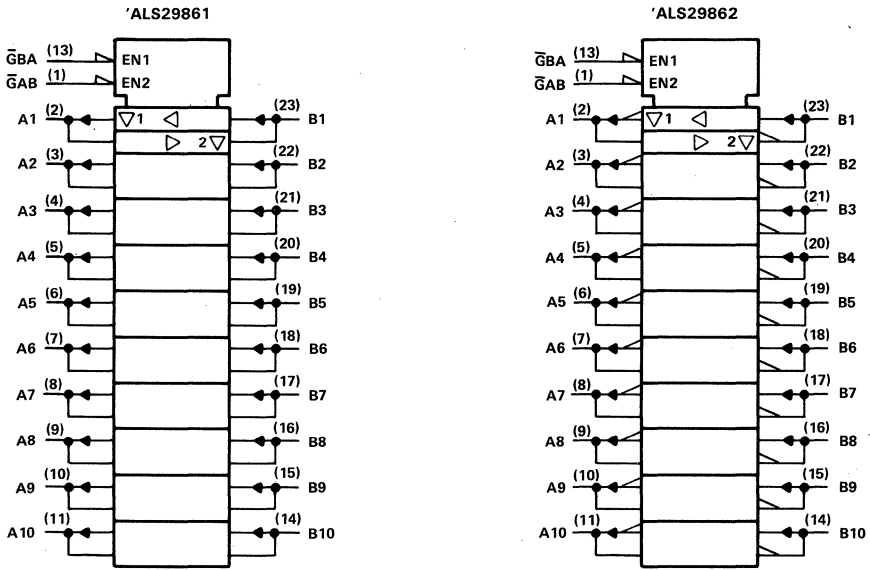 'ALS29861
G̅BA (13) EN1
G̅AB (1) EN2
A1 (2) 1 (23) B1
2
A2 (3) (22) B2
A3 (4) (21) B3
A4 (5) (20) B4
A5 (6) (19) B5
A6 (7) (18) B6
A7 (8) (17) B7
A8 (9) (16) B8
A9 (10) (15) B9
A10 (11) (14) B10
'ALS29862
G̅BA (13) EN1
G̅AB (1) EN2
A1 (2) 1 (23) B1
2
A2 (3) (22) B2
A3 (4) (21) B3
A4 (5) (20) B4
A5 (6) (19) B5
A6 (7) (18) B6
A7 (8) (17) B7
A8 (9) (16) B8
A9 (10) (15) B9
A10 (11) (14) B10